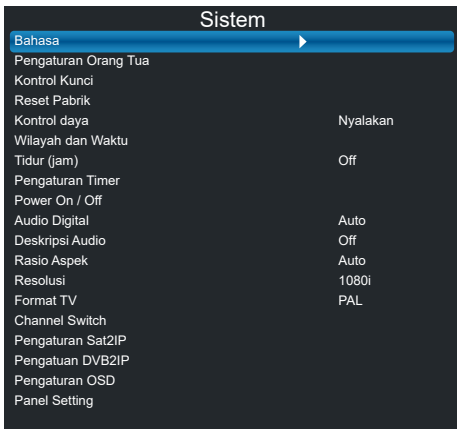 Sistem
Bahasa
Pengaturan Orang Tua
Kontrol Kunci
Reset Pabrik
Kontrol daya Nyalakan
Wilayah dan Waktu
Tidur (jam) Off
Pengaturan Timer
Power On / Off
Audio Digital Auto
Deskripsi Audio Off
Rasio Aspek Auto
Resolusi 1080i
Format TV PAL
Channel Switch
Pengaturan Sat2IP
Pengatuan DVB2IP
Pengaturan OSD
Panel Setting